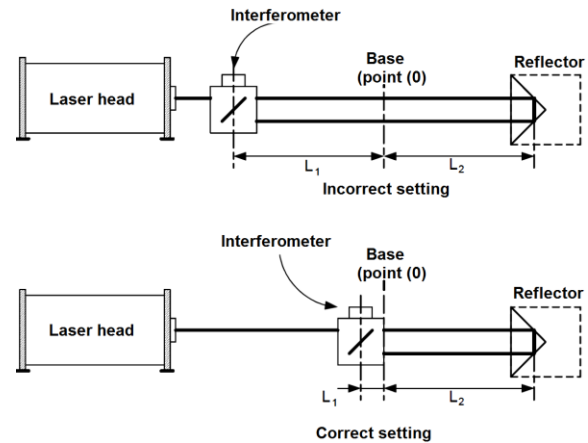 Interferometer
Base
(point (0)
Reflector
Laser head
L1
L2
Incorrect setting
Interferometer
Base
(point (0)
Reflector
Laser head
L1
L2
Correct setting